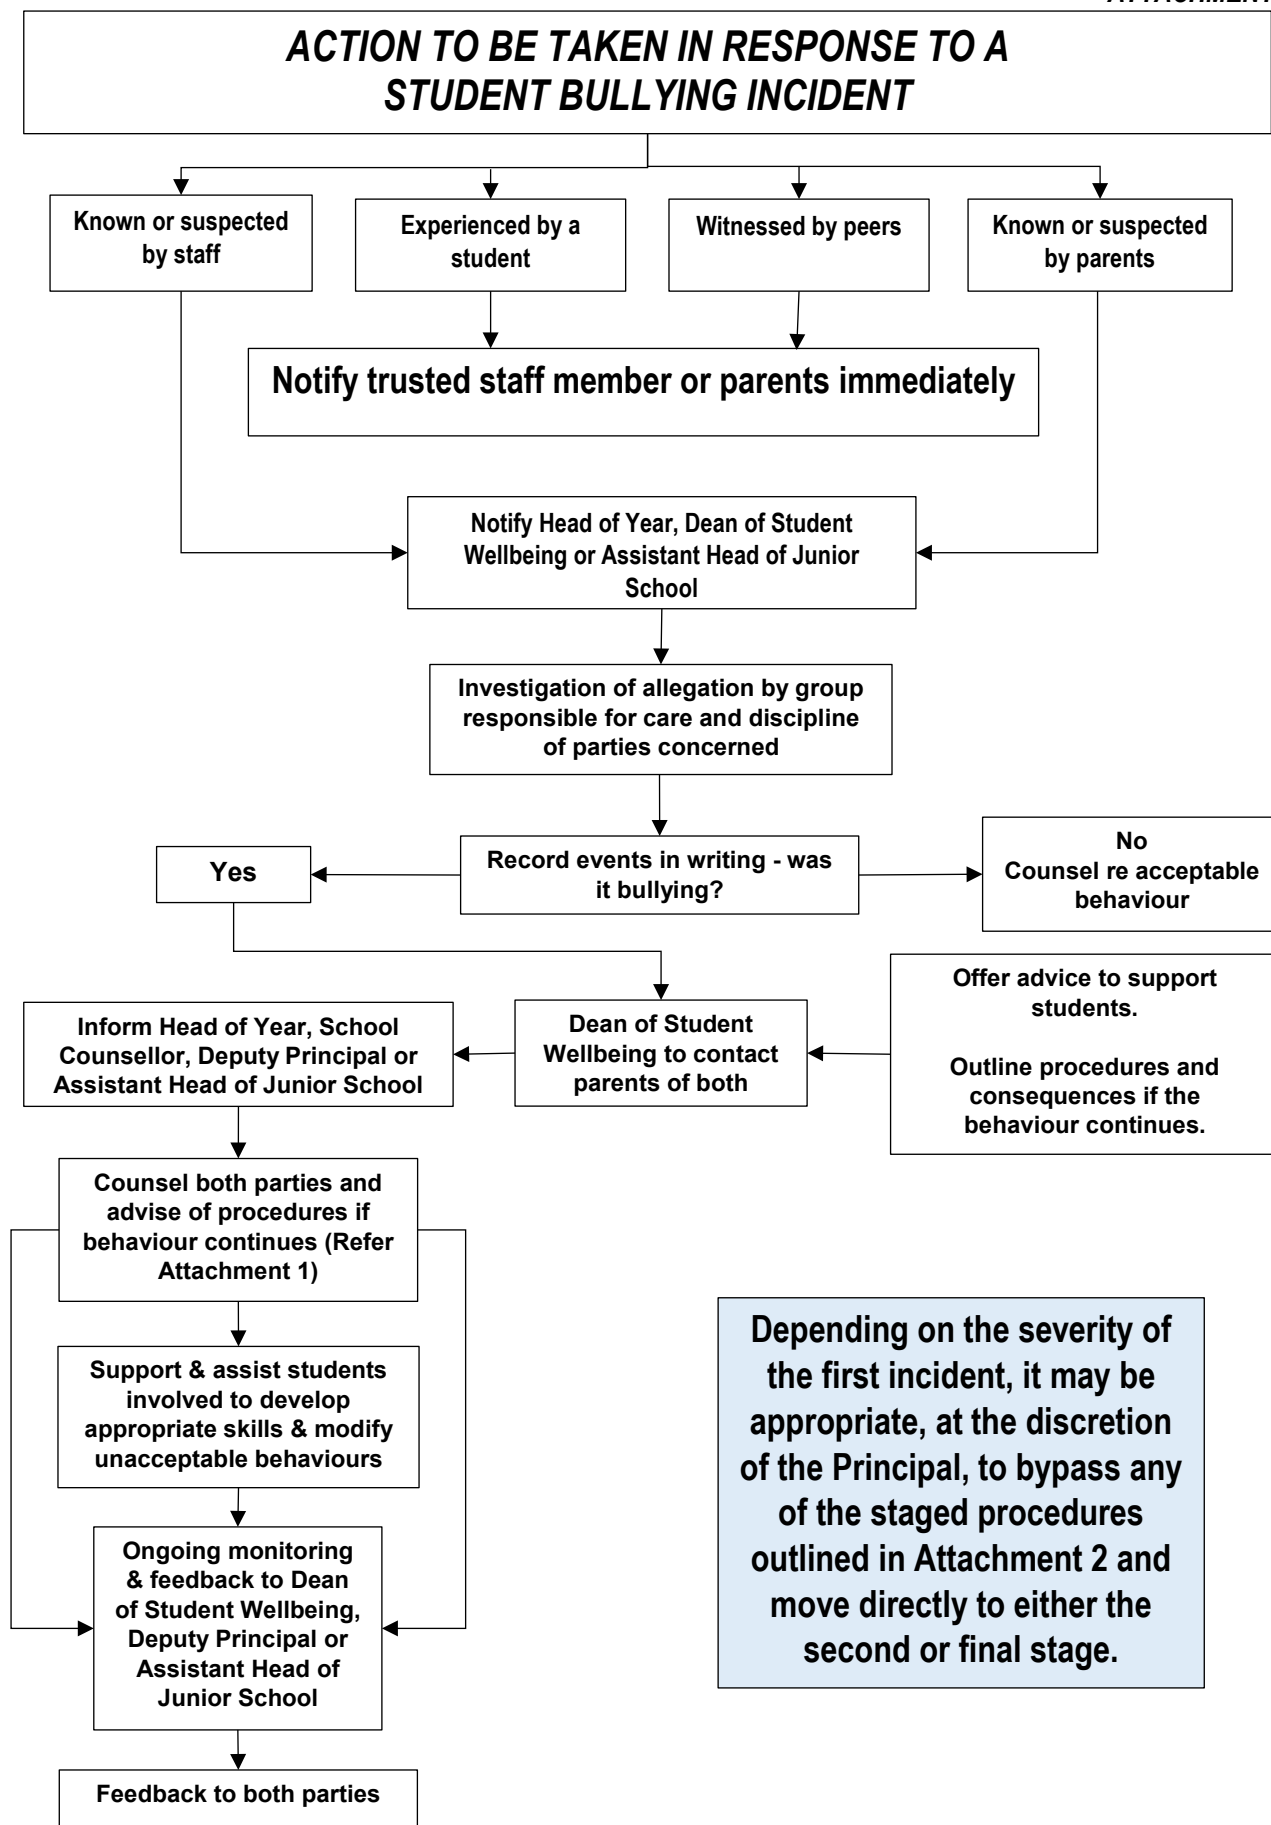 ATTACHMENT
ACTION TO BE TAKEN IN RESPONSE TO A
STUDENT BULLYING INCIDENT
Known or suspected
by staff
Experienced by a
student
Witnessed by peers
Known or suspected
by parents
Notify trusted staff member or parents immediately
Notify Head of Year, Dean of Student
Wellbeing or Assistant Head of Junior
School
Investigation of allegation by group
responsible for care and discipline
of parties concerned
Record events in writing - was
it bullying?
Yes
No
Counsel re acceptable
behaviour
Offer advice to support
students.
Outline procedures and
consequences if the
behaviour continues.
Dean of Student
Wellbeing to contact
parents of both
Inform Head of Year, School
Counsellor, Deputy Principal or
Assistant Head of Junior School
Counsel both parties and
advise of procedures if
behaviour continues (Refer
Attachment 1)
Support & assist students
involved to develop
appropriate skills & modify
unacceptable behaviours
Ongoing monitoring
& feedback to Dean
of Student Wellbeing,
Deputy Principal or
Assistant Head of
Junior School
Feedback to both parties
Depending on the severity of
the first incident, it may be
appropriate, at the discretion
of the Principal, to bypass any
of the staged procedures
outlined in Attachment 2 and
move directly to either the
second or final stage.